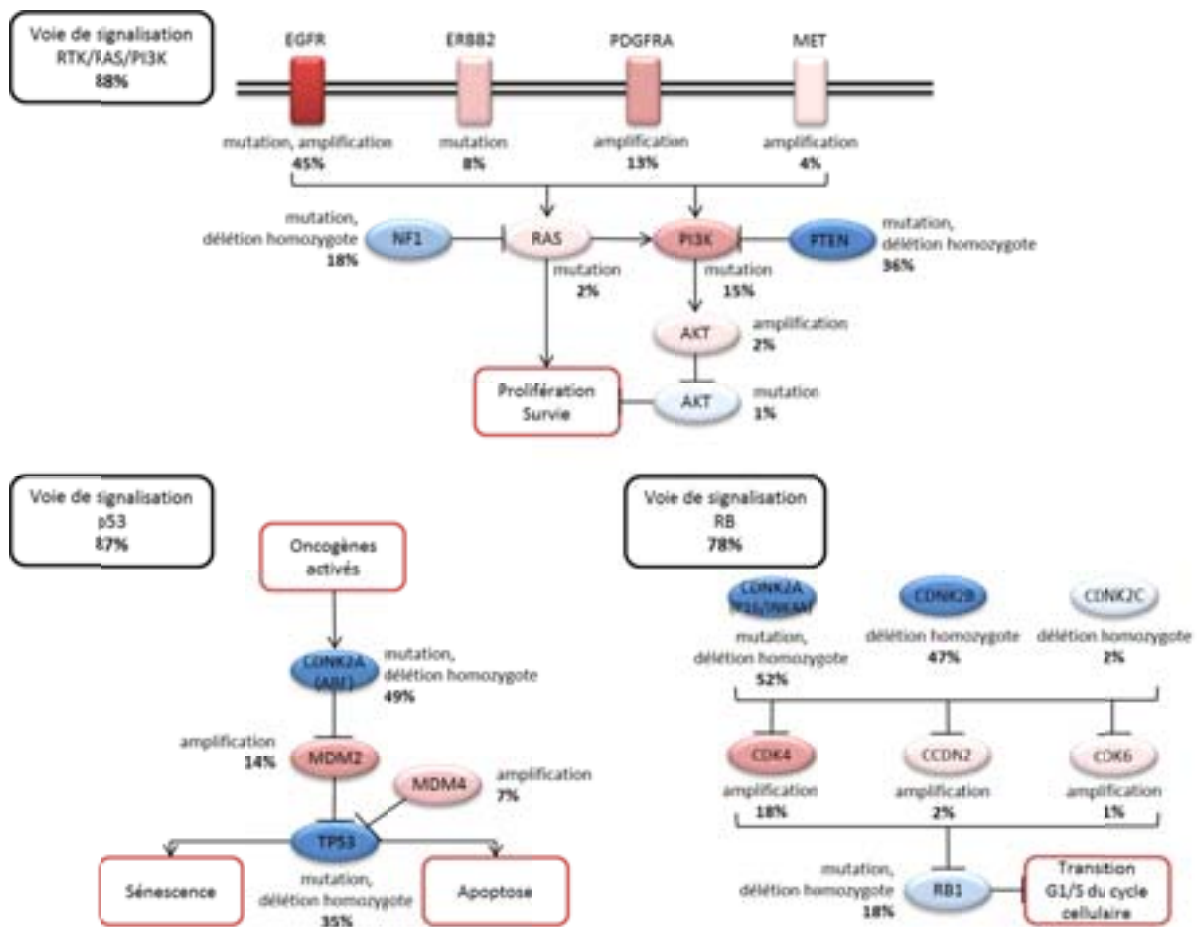 Voie de signalisation
RTK/RAS/PI3K
88%
EGFR
ERBB2
PDGFRA
MET
mutation, amplification
45%
mutation
8%
amplification
13%
amplification
4%
mutation,
délétion homozygote
18%
NF1
RAS
PI3K
PTEN
mutation,
délétion homozygote
36%
mutation
2%
mutation
15%
AKT
amplification
2%
Prolifération
Survie
AKT
mutation
1%
Voie de signalisation
p53
87%
Oncogènes
activés
CDNK2A
(ARF)
mutation,
délétion homozygote
49%
amplification
14%
MDM2
MDM4
amplification
7%
TP53
Sénescence
mutation,
délétion homozygote
35%
Apoptose
Voie de signalisation
RB
78%
CDNK2A
(P16/INK4A)
CDNK2B
CDNK2C
mutation,
délétion homozygote
52%
délétion homozygote
47%
délétion homozygote
2%
CDK4
CCDN2
CDK6
amplification
18%
amplification
2%
amplification
1%
mutation,
délétion homozygote
18%
RB1
Transition
G1/S du cycle
cellulaire